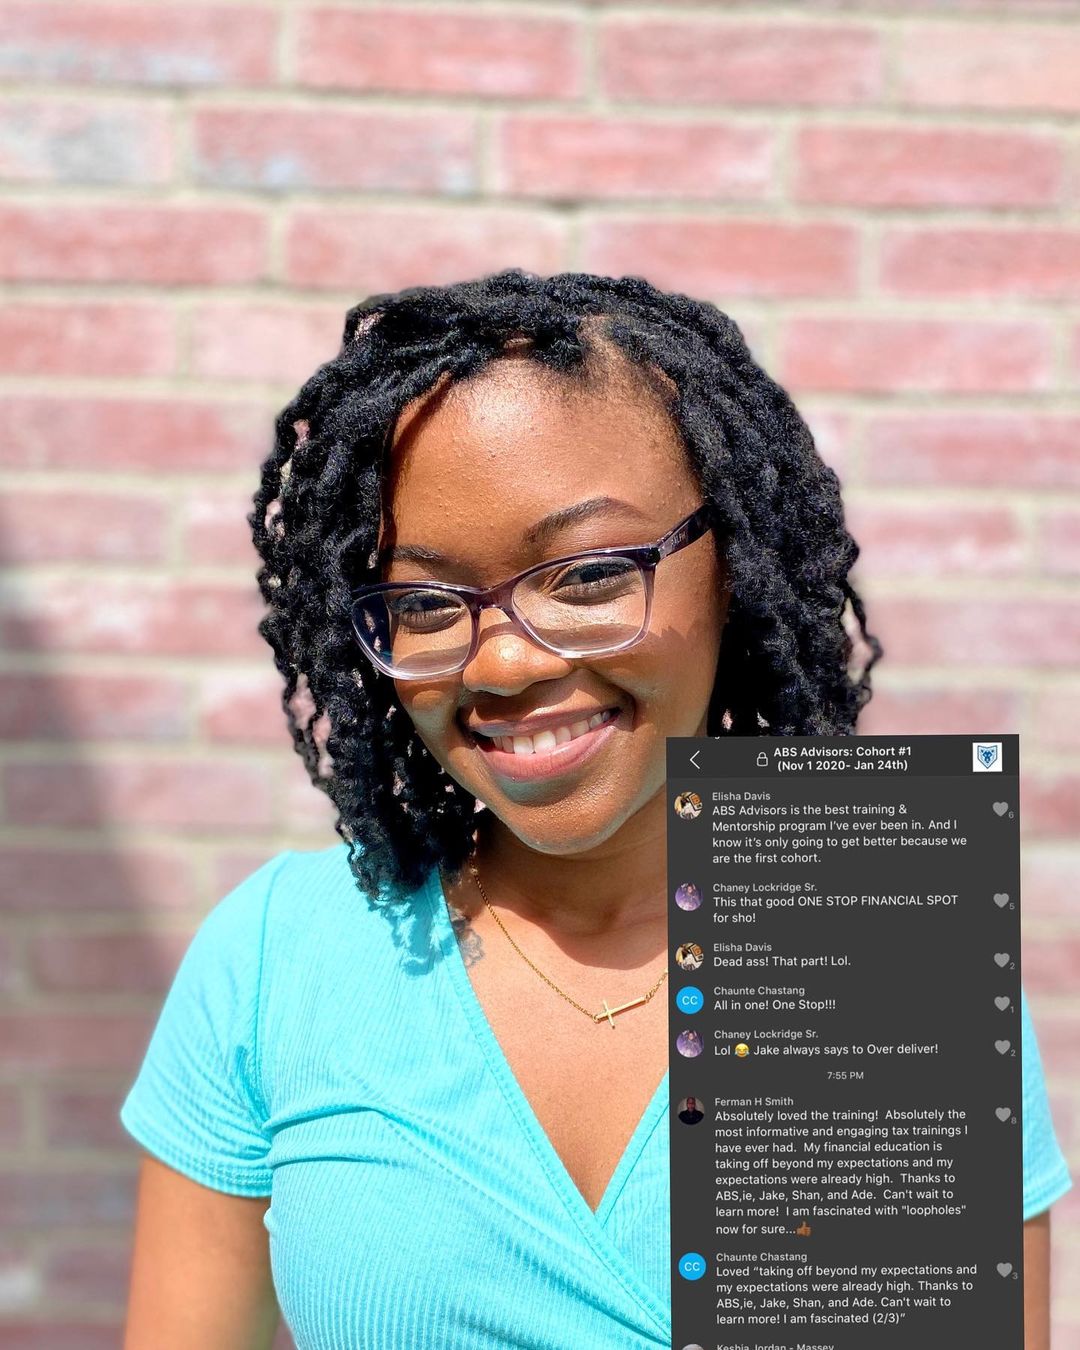 ABS Advisors: Cohort #1
(Nov 1 2020- Jan 24th)
Elisha Davis
ABS Advisors is the best training &
Mentorship program I've ever been in. And I
know it's only going to get better because we
are the first cohort.
6
Chaney Lockridge Sr.
This that good ONE STOP FINANCIAL SPOT
for sho!
5
Elisha Davis
Dead ass! That part! Lol.
2
CC
Chaunte Chastang
All in one! One Stop!!!
1
Chaney Lockridge Sr.
Lol 😂 Jake always says to Over deliver!
2
7:55 PM
Ferman H Smith
Absolutely loved the training!  Absolutely the
most informative and engaging tax trainings I
have ever had.  My financial education is
taking off beyond my expectations and my
expectations were already high.  Thanks to
ABS,ie, Jake, Shan, and Ade.  Can't wait to
learn more!  I am fascinated with "loopholes"
now for sure...👍🏾
8
CC
Chaunte Chastang
Loved "taking off beyond my expectations and
my expectations were already high. Thanks to
ABS,ie, Jake, Shan, and Ade. Can't wait to
learn more! I am fascinated (2/3)"
3
Keshia Jordan - Massey